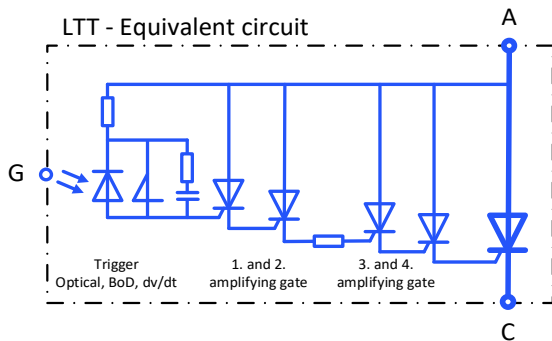 LTT - Equivalent circuit
A
G
Trigger
Optical, BoD, dv/dt
1. and 2.
amplifying gate
3. and 4.
amplifying gate
C